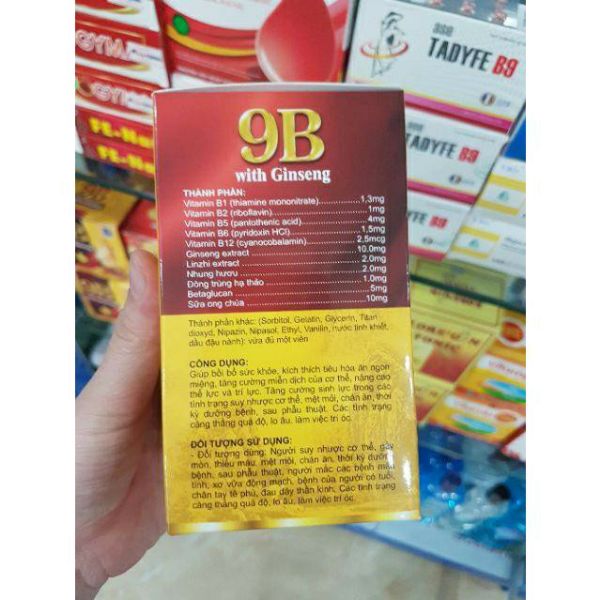 9B
with Ginseng
THÀNH PHẦN:
Vitamin B1 (thiamine mononitrate)..................1,3mg
Vitamin B2 (riboflavin)..................1mg
Vitamin B5 (pantothenic acid)..................4mg
Vitamin B6 (pyridoxin HCl)..................1,5mg
Vitamin B12 (cyanocobalamin)..................2,5mcg
Ginseng extract..................10.0mg
Linzhi extract..................2.0mg
Nhung hươu..................2.0mg
Đông trùng hạ thảo..................1.0mg
Betaglucan..................5mg
Sữa ong chúa..................10mg
Thành phần khác: (Sorbitol, Gelatin, Glycerin, Titan
dioxyd, Nipazin, Nipasol, Ethyl, Vanilin, nước tinh khiết,
dầu đậu nành): vừa đủ một viên
CÔNG DỤNG:
Giúp bồi bổ sức khỏe, kích thích tiêu hóa ăn ngon
miệng, tăng cường miễn dịch của cơ thể, nâng cao
thể lực và trí lực. Tăng cường sinh lực trong các
tình trạng suy nhược cơ thể, mệt mỏi, chán ăn, thời
kỳ dưỡng bệnh, sau phẫu thuật. Các tình trạng
căng thẳng quá độ, lo âu, làm việc trí óc.
ĐỐI TƯỢNG SỬ DỤNG:
- Đối tượng dùng: Người suy nhược cơ thể, gầy
mòn, thiếu máu, mệt mỏi, chán ăn, thời kỳ dưỡng
bệnh, sau phẫu thuật, người mắc các bệnh mãn
tính, xơ vữa động mạch, bệnh của người có tuổi,
chân tay tê phù, đau dây thần kinh, Các tình trạng
căng thẳng quá độ, lo âu, làm việc trí óc.
ase
TADYFE B9
TADYFE B9
GYMA
FE-Nu